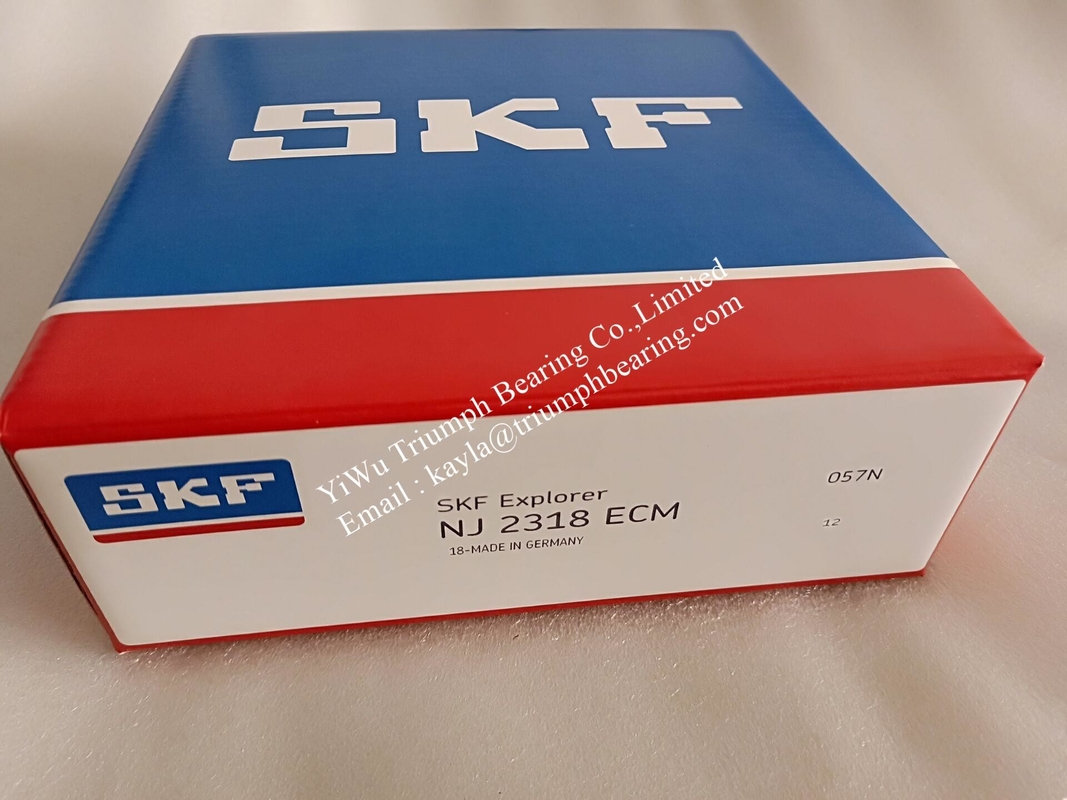 SKF
YiWu Triumph Bearing Co.,Limited
Email : kayla@triumphbearing.com
SKF
SKF Explorer
NJ 2318 ECM
18-MADE IN GERMANY
057N
12